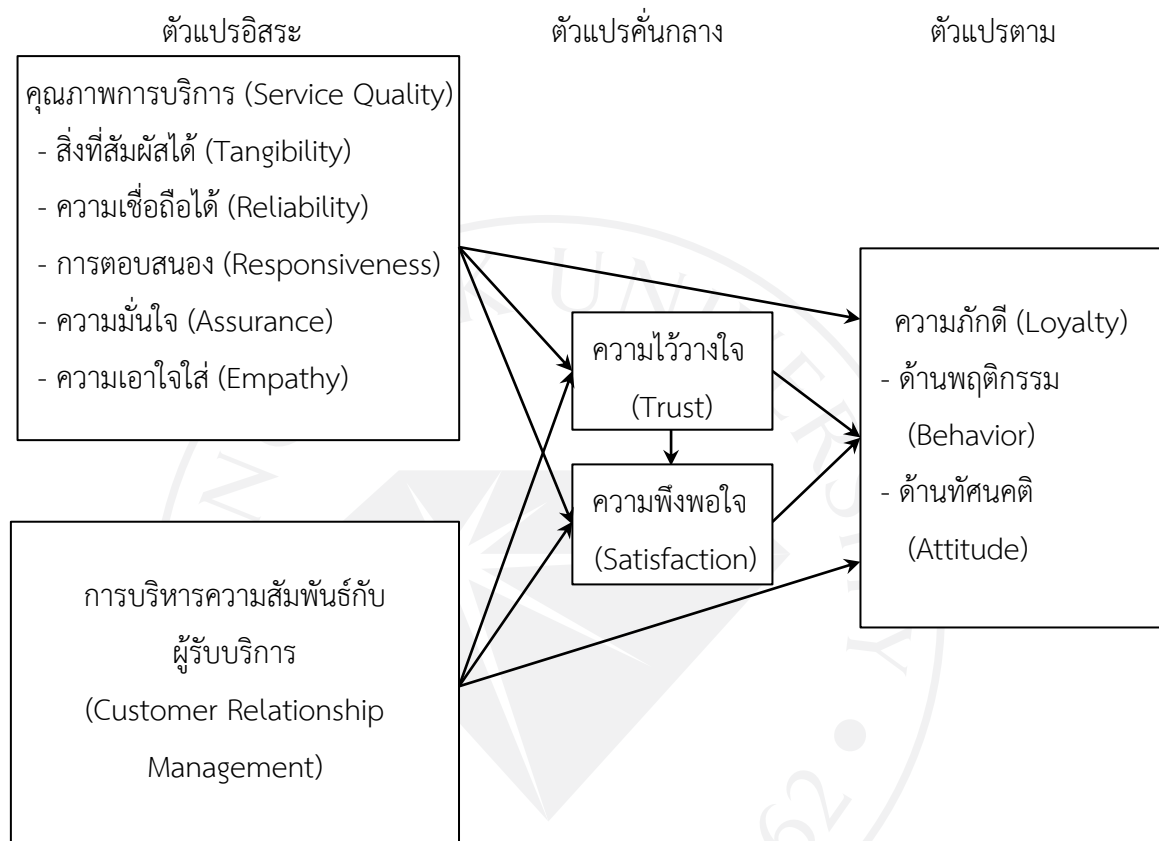 ตัวแปรอิสระ
ตัวแปรคั่นกลาง
ตัวแปรตาม
คุณภาพการบริการ (Service Quality)
- สิ่งที่สัมผัสได้ (Tangibility)
- ความเชื่อถือได้ (Reliability)
- การตอบสนอง (Responsiveness)
- ความมั่นใจ (Assurance)
- ความเอาใจใส่ (Empathy)
การบริหารความสัมพันธ์กับ
ผู้รับบริการ
(Customer Relationship
Management)
ความไว้วางใจ
(Trust)
ความพึงพอใจ
(Satisfaction)
ความภักดี (Loyalty)
- ด้านพฤติกรรม
(Behavior)
- ด้านทัศนคติ
(Attitude)
UNIVERSITY